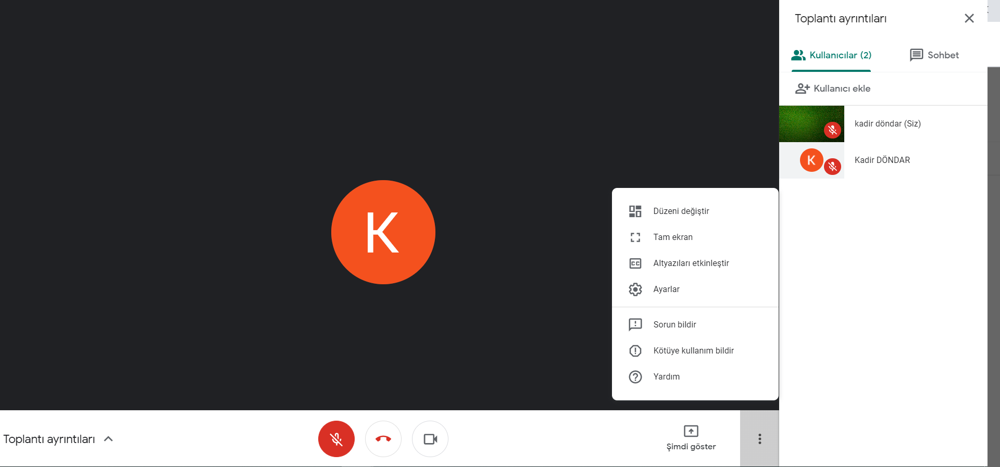 Toplantı ayrıntıları
Kullanıcılar (2)
Sohbet
Kullanıcı ekle
kadir döndar (Siz)
K
Kadir DÖNDAR
K
Düzeni değiştir
Tam ekran
CC
Altyazıları etkinleştir
Ayarlar
Sorun bildir
Kötüye kullanım bildir
Yardım
Toplantı ayrıntıları
Şimdi göster